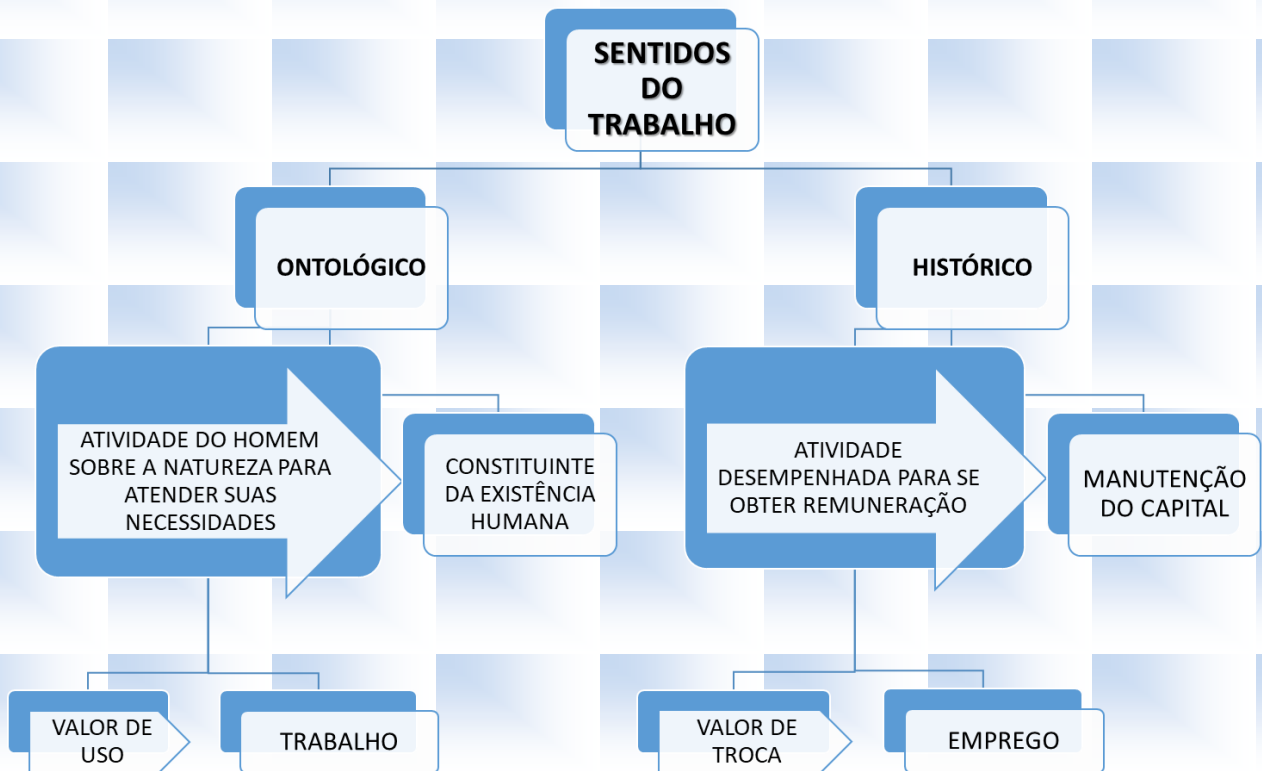 SENTIDOS
DO
TRABALHO
ONTOLÓGICO
HISTÓRICO
ATIVIDADE DO HOMEM
SOBRE A NATUREZA PARA
ATENDER SUAS
NECESSIDADES
CONSTITUINTE
DA EXISTÊNCIA
HUMANA
ATIVIDADE
DESEMPENHADA PARA SE
OBTER REMUNERAÇÃO
MANUTENÇÃO
DO CAPITAL
VALOR DE
USO
TRABALHO
VALOR DE
TROCA
EMPREGO